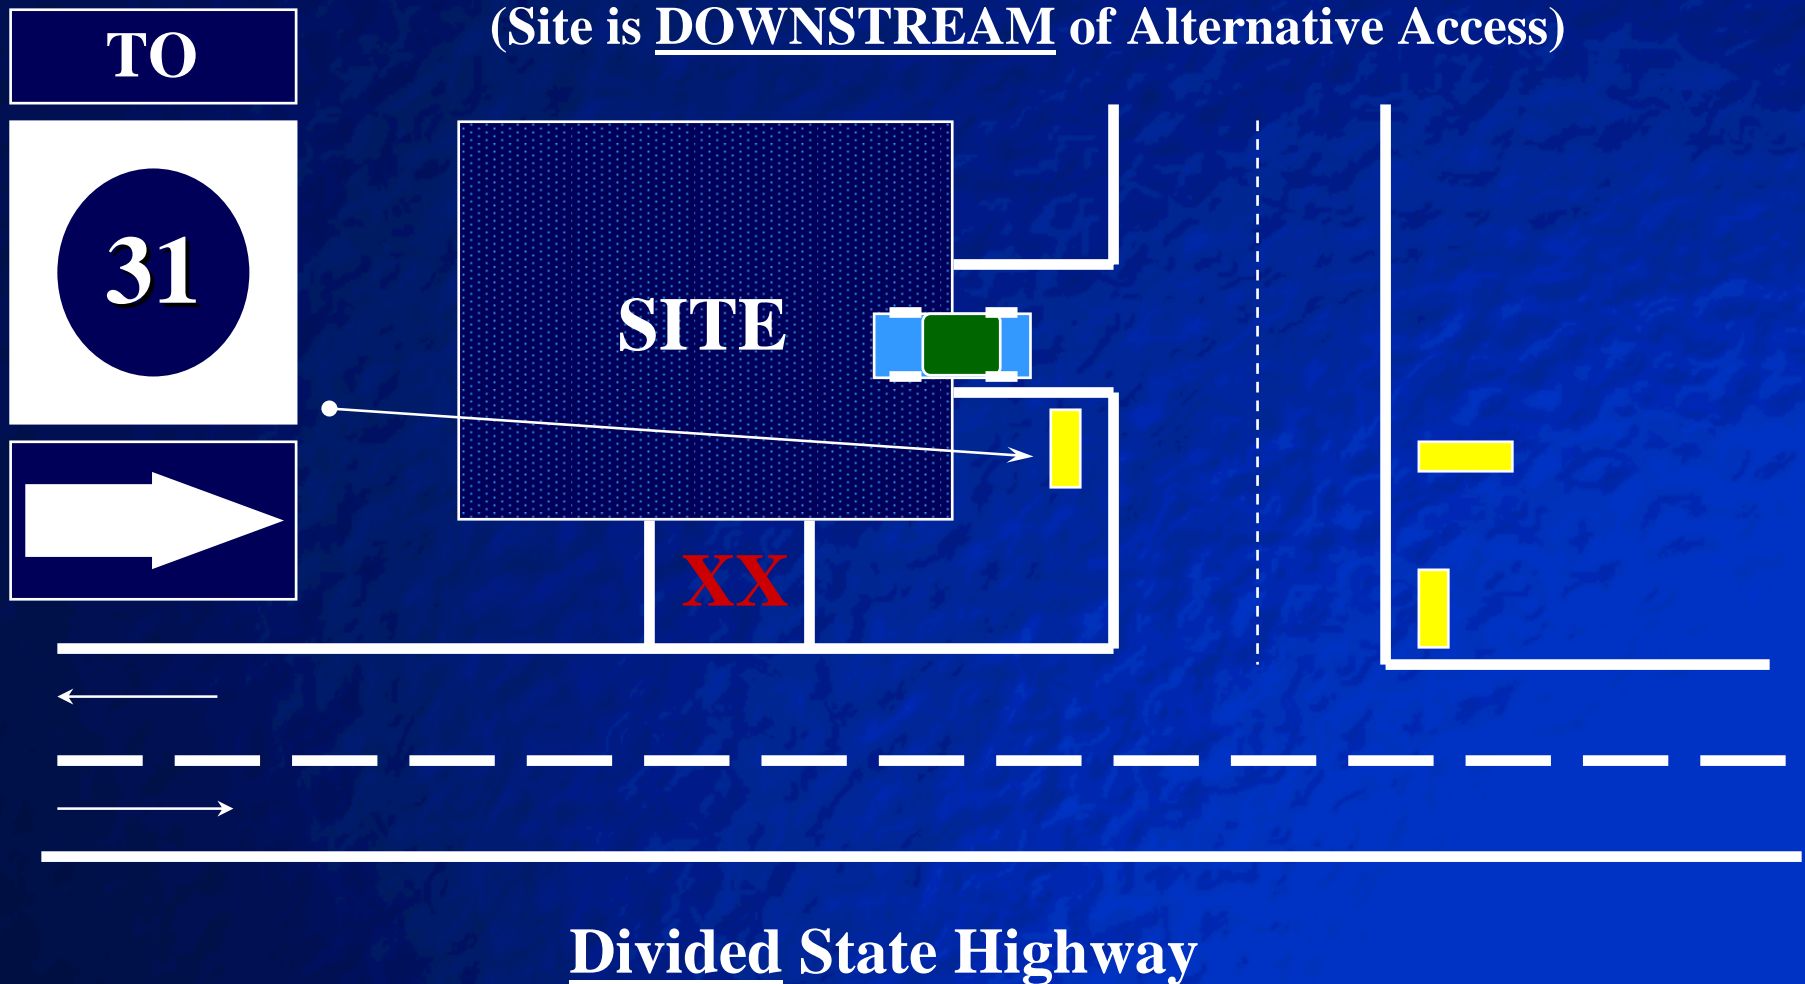 (Site is DOWNSTREAM of Alternative Access)
TO
31
SITE
XX
Divided State Highway